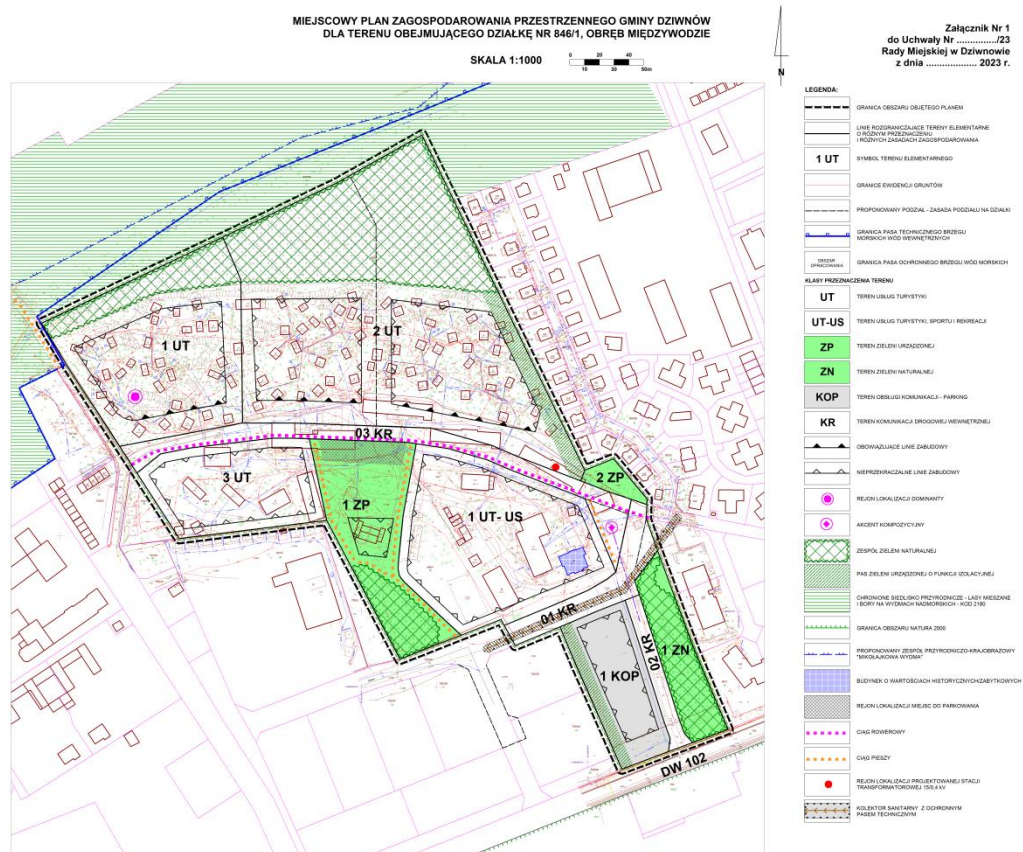 MIEJSCOWY PLAN ZAGOSPODAROWANIA PRZESTRZENNEGO GMINY DZIWNÓW
DLA TERENU OBEJMUJĄCEGO DZIAŁKĘ NR 846/1, OBRĘB MIĘDZYWODZIE
SKALA 1:1000
0 20 40
10 30 50m
N
Załącznik Nr 1
do Uchwały Nr ............../23
Rady Miejskiej w Dziwnowie
z dnia .................. 2023 r.
1 UT
2 UT
03 KR
3 UT
1 ZP
2 ZP
1 UT- US
01 KR
02 KR
1 ZN
1 KOP
DW 102
LEGENDA:
GRANICA OBSZARU OBJĘTEGO PLANEM
LINIE ROZGRANICZAJĄCE TERENY ELEMENTARNE
O RÓŻNYM PRZEZNACZENIU
I RÓŻNYCH ZASADACH ZAGOSPODAROWANIA
1 UT
SYMBOL TERENU ELEMENTARNEGO
GRANICE EWIDENCJI GRUNTÓW
PROPONOWANY PODZIAŁ - ZASADA PODZIAŁU NA DZIAŁKI
GRANICA PASA TECHNICZNEGO BRZEGU
MORSKICH WÓD WEWNĘTRZNYCH
OBSZAR
OPRACOWANIA
GRANICA PASA OCHRONNEGO BRZEGU WÓD MORSKICH
KLASY PRZEZNACZENIA TERENU
UT
TEREN USŁUG TURYSTYKI
UT-US
TEREN USŁUG TURYSTYKI, SPORTU I REKREACJI
ZP
TEREN ZIELENI URZĄDZONEJ
ZN
TEREN ZIELENI NATURALNEJ
KOP
TEREN OBSŁUGI KOMUNIKACJI - PARKING
KR
TEREN KOMUNIKACJI DROGOWEJ WEWNĘTRZNEJ
OBOWIĄZUJĄCE LINIE ZABUDOWY
NIEPRZEKRACZALNE LINIE ZABUDOWY
REJON LOKALIZACJI DOMINANTY
AKCENT KOMPOZYCYJNY
ZESPÓŁ ZIELENI NATURALNEJ
PAS ZIELENI URZĄDZONEJ O FUNKCJI IZOLACYJNEJ
CHRONIONE SIEDLISKO PRZYRODNICZE - LASY MIESZANE
I BORY NA WYDMACH NADMORSKICH - KOD 2180
GRANICA OBSZARU NATURA 2000
PROPONOWANY ZESPÓŁ PRZYRODNICZO-KRAJOBRAZOWY
"MIKOŁAJKOWA WYDMA"
BUDYNEK O WARTOŚCIACH HISTORYCZNYCH/ZABYTKOWYCH
REJON LOKALIZACJI MIEJSC DO PARKOWANIA
CIĄG ROWEROWY
CIĄG PIESZY
REJON LOKALIZACJI PROJEKTOWANEJ STACJI
TRANSFORMATOROWEJ 15/0,4 kV
KOLEKTOR SANITARNY Z OCHRONNYM
PASEM TECHNICZNYM